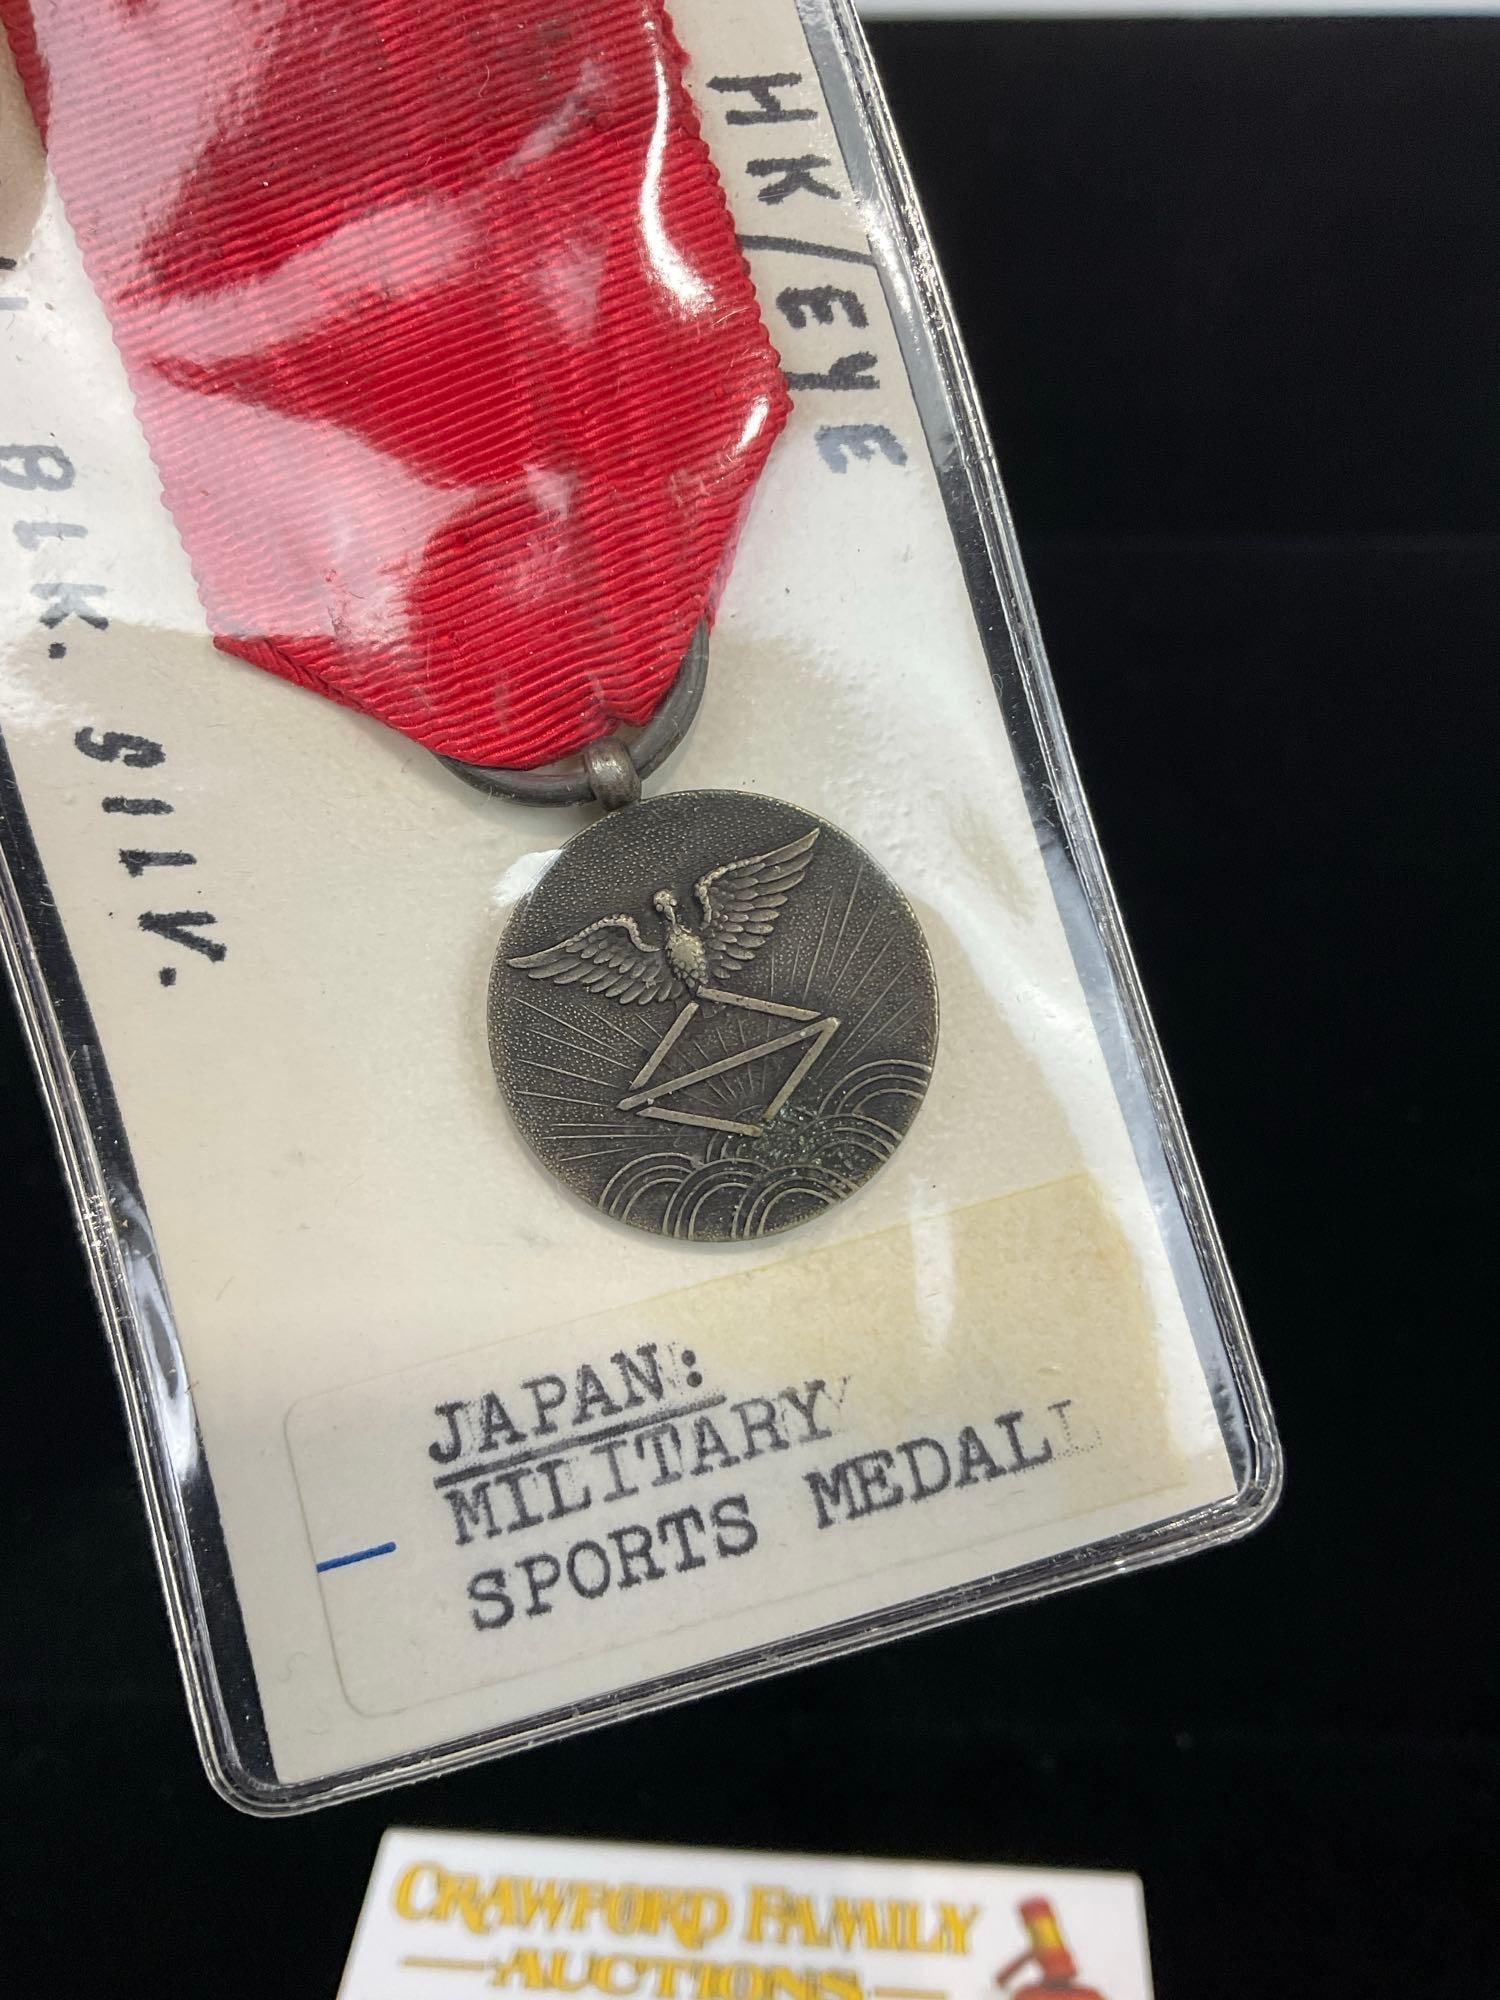 HK/EYE
BLK. SILV.
JAPAN:
MILITARY
SPORTS MEDAL
CRAWFORD FAMILY
AUCTIONS